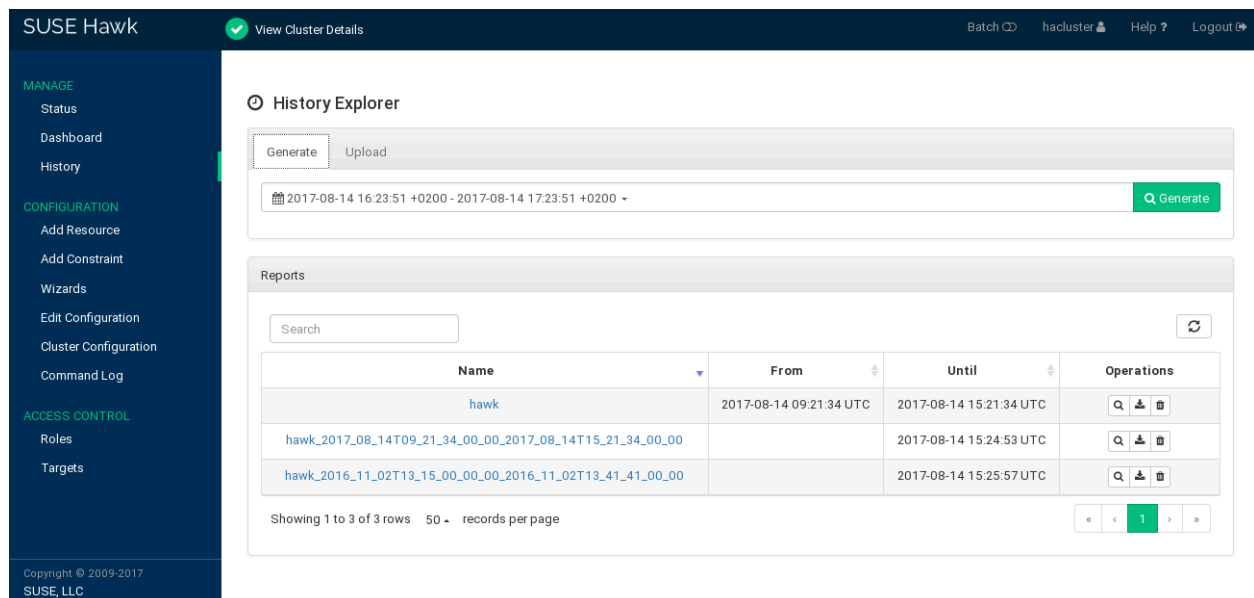 SUSE Hawk
View Cluster Details
Batch
hacluster
Help ?
Logout
MANAGE
Status
Dashboard
History
CONFIGURATION
Add Resource
Add Constraint
Wizards
Edit Configuration
Cluster Configuration
Command Log
ACCESS CONTROL
Roles
Targets
Copyright © 2009-2017
SUSE, LLC
History Explorer
Generate Upload
2017-08-14 16:23:51 +0200 - 2017-08-14 17:23:51 +0200
Generate
Reports
Search
Name From Until Operations
hawk 2017-08-14 09:21:34 UTC 2017-08-14 15:21:34 UTC
hawk_2017_08_14T09_21_34_00_00_2017_08_14T15_21_34_00_00 2017-08-14 15:24:53 UTC
hawk_2016_11_02T13_15_00_00_00_2016_11_02T13_41_41_00_00 2017-08-14 15:25:57 UTC
Showing 1 to 3 of 3 rows 50 records per page
« ‹ 1 › »